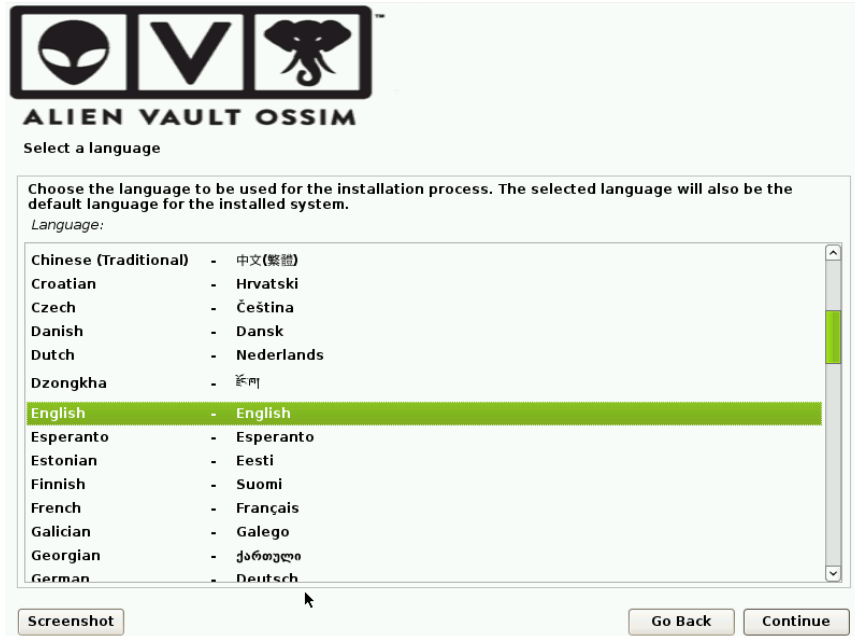 ™
ALIEN VAULT OSSIM
Select a language
Choose the language to be used for the installation process. The selected language will also be the
default language for the installed system.
Language:
Chinese (Traditional) - 中文(繁體)
Croatian - Hrvatski
Czech - Čeština
Danish - Dansk
Dutch - Nederlands
Dzongkha - རྫོང་ཁ།
English - English
Esperanto - Esperanto
Estonian - Eesti
Finnish - Suomi
French - Français
Galician - Galego
Georgian - ქართული
German - Deutsch
Screenshot Go Back Continue